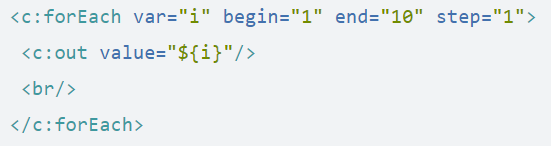 <c:forEach var="i" begin="1" end="10" step="1">
<c:out value="${i}"/>
<br/>
</c:forEach>